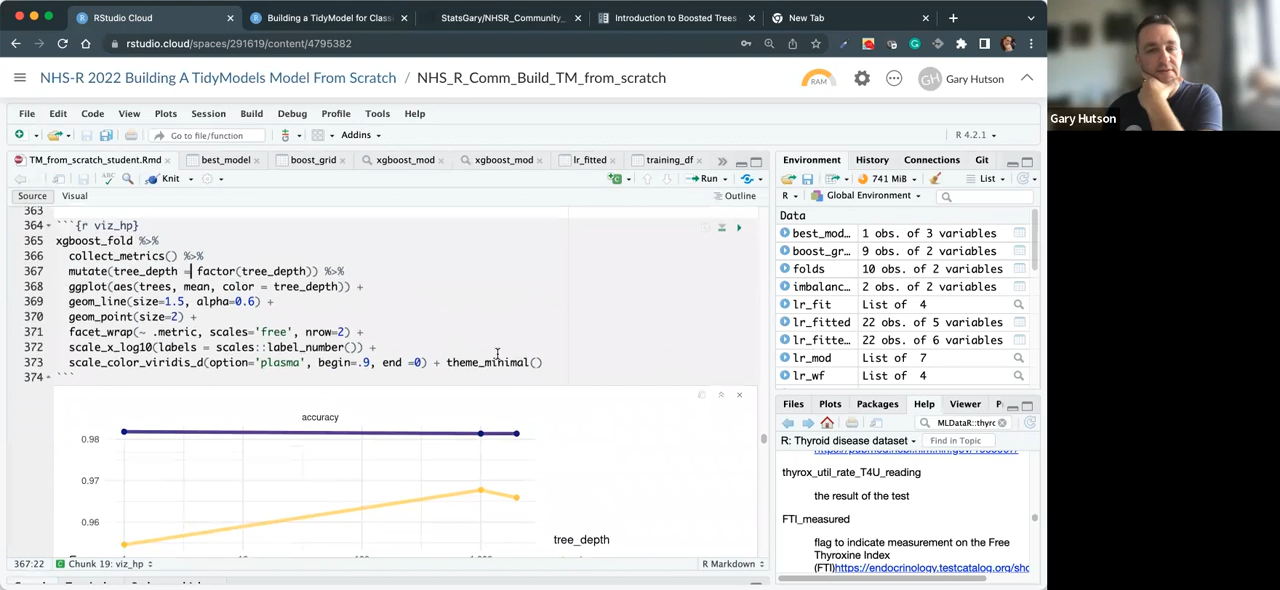 RStudio Cloud
Building a TidyModel for Class
StatsGary/NHSR_Community_
Introduction to Boosted Trees
New Tab
rstudio.cloud/spaces/291619/content/4795382
NHS-R 2022 Building A TidyModels Model From Scratch / NHS_R_Comm_Build_TM_from_scratch
RAM
GH Gary Hutson
Gary Hutson
File Edit Code View Plots Session Build Debug Profile Tools Help
Go to file/function
Addins
R 4.2.1
TM_from_scratch_student.Rmd
best_model
boost_grid
xgboost_mod
xgboost_mod
lr_fitted
training_df
Knit
Run
Source Visual
Outline
363
364 ```{r viz_hp}
365 xgboost_fold %>%
366 collect_metrics() %>%
367 mutate(tree_depth = factor(tree_depth)) %>%
368 ggplot(aes(trees, mean, color = tree_depth)) +
369 geom_line(size=1.5, alpha=0.6) +
370 geom_point(size=2) +
371 facet_wrap(~ .metric, scales='free', nrow=2) +
372 scale_x_log10(labels = scales::label_number()) +
373 scale_color_viridis_d(option='plasma', begin=.9, end =0) + theme_minimal()
374 ```
accuracy
0.98
0.97
0.96
tree_depth
367:22
Chunk 19: viz_hp
R Markdown
Environment History Connections Git
741 MiB
List
R
Global Environment
Data
best_mod… 1 obs. of 3 variables
boost_gr… 9 obs. of 2 variables
folds 10 obs. of 2 variables
imbalanc… 2 obs. of 2 variables
lr_fit List of 4
lr_fitted 22 obs. of 5 variables
lr_fitte… 22 obs. of 6 variables
lr_mod List of 7
lr_wf List of 4
Files Plots Packages Help Viewer P
MLDataR::thyrc
R: Thyroid disease dataset
Find in Topic
thyrox_util_rate_T4U_reading
the result of the test
FTI_measured
flag to indicate measurement on the Free
Thyroxine Index
(FTI)https://endocrinology.testcatalog.org/sho